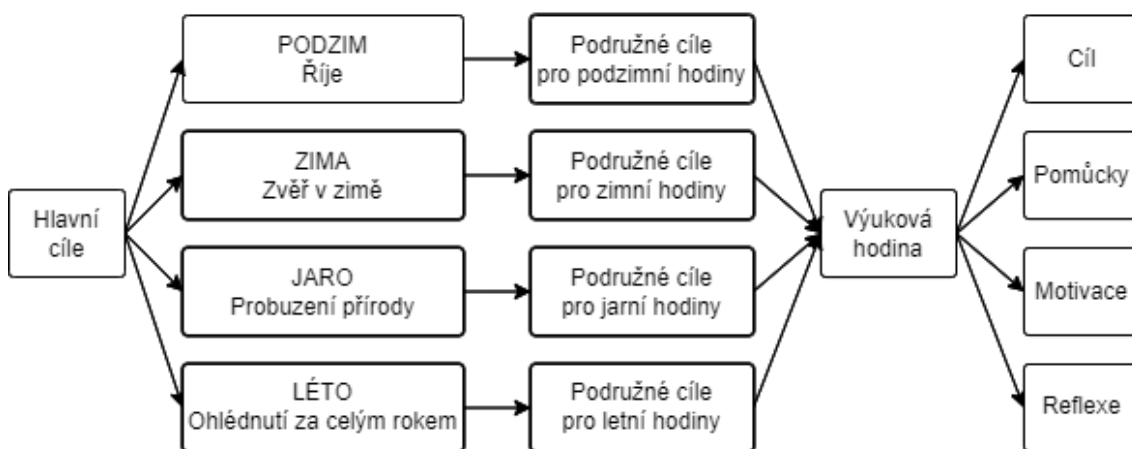 Hlavní
cíle
PODZIM
Říje
ZIMA
Zvěř v zimě
JARO
Probuzení přírody
LÉTO
Ohlédnutí za celým rokem
Podružné cíle
pro podzimní hodiny
Podružné cíle
pro zimní hodiny
Podružné cíle
pro jarní hodiny
Podružné cíle
pro letní hodiny
Výuková
hodina
Cíl
Pomůcky
Motivace
Reflexe